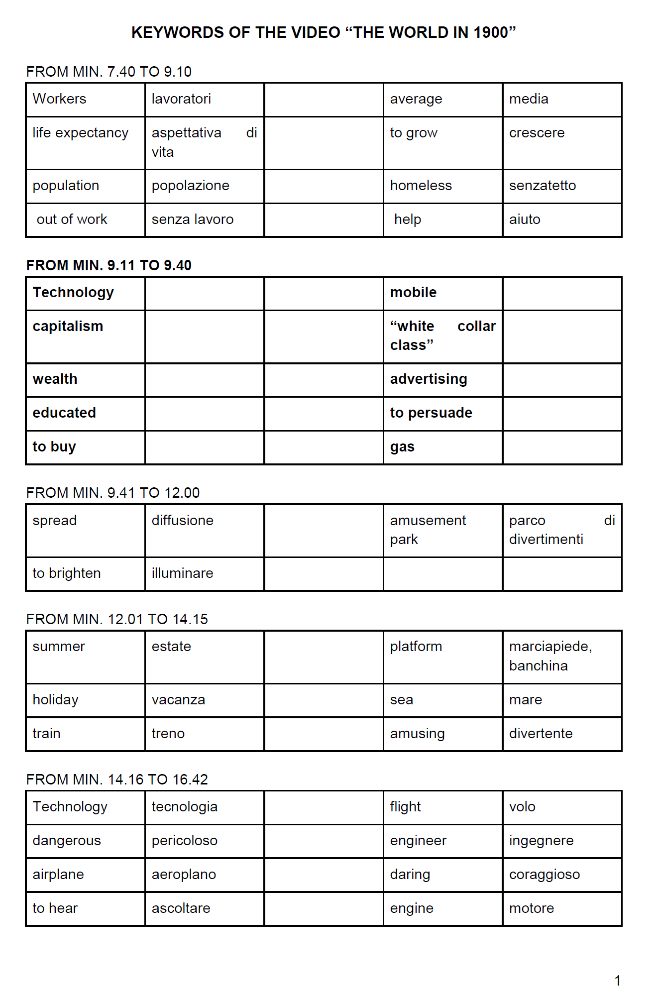 KEYWORDS OF THE VIDEO “THE WORLD IN 1900”
FROM MIN. 7.40 TO 9.10
Workers lavoratori average media
life expectancy aspettativa di vita to grow crescere
population popolazione homeless senzatetto
out of work senza lavoro help aiuto
FROM MIN. 9.11 TO 9.40
Technology mobile
capitalism “white collar class”
wealth advertising
educated to persuade
to buy gas
FROM MIN. 9.41 TO 12.00
spread diffusione amusement park parco di divertimenti
to brighten illuminare
FROM MIN. 12.01 TO 14.15
summer estate platform marciapiede, banchina
holiday vacanza sea mare
train treno amusing divertente
FROM MIN. 14.16 TO 16.42
Technology tecnologia flight volo
dangerous pericoloso engineer ingegnere
airplane aeroplano daring coraggioso
to hear ascoltare engine motore
1